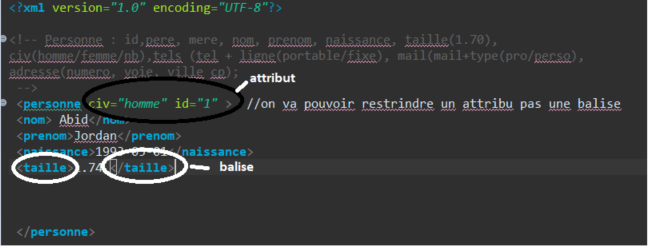 <?xml version="1.0" encoding="UTF-8"?>
<!-- Personne : id,pere, mere, nom, prenom, naissance, taille(1.70),
civ(homme/femme/nb),tels (tel + ligne(portable/fixe), mail(mail+type(pro/perso),
adresse(numero, voie, ville cp);
-->
attribut
<personne civ="homme" id="1" > //on va pouvoir restrindre un attribu pas une balise
<nom> Abid</nom>
<prenom>Jordan</prenom>
<naissance>1992-05-01</naissance>
<taille>1.74 </taille>
balise
</personne>